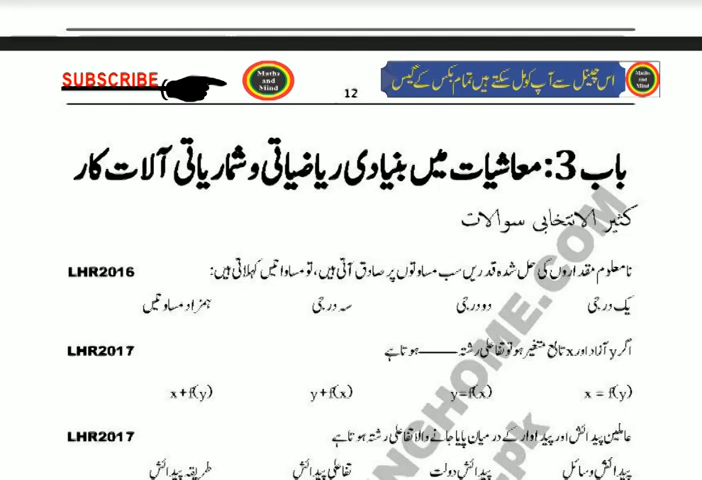 SUBSCRIBE
Maths and Mind
12
اس چینل سے آپ کو مل سکتے ہیں تمام بکس کے گیس
Maths and Mind
باب 3: معاشیات میں بنیادی ریاضیاتی و شماریاتی آلات کار
کثیر الانتخابی سوالات
نامعلوم مقداروں کی حل شدہ قدریں سب مساوتوں پر صادق آتی ہیں، تو مساواتیں کہلاتی ہیں: LHR2016
یک درجی دو درجی سہ درجی ہمزاد مساواتیں
اگر y آزاد اور x تابع متغیر ہو تو تفاعلی رشتہ ——— ہوتا ہے LHR2017
x = f(y) y=f(x) y+f(x) x+f(y)
عاملین پیدائش اور پیداوار کے درمیان پایا جانے والا تفاعلی رشتہ ہوتا ہے LHR2017
پیدائش وسائل پیدائش دولت تفاعلی پیدائش طریقہ پیدائش